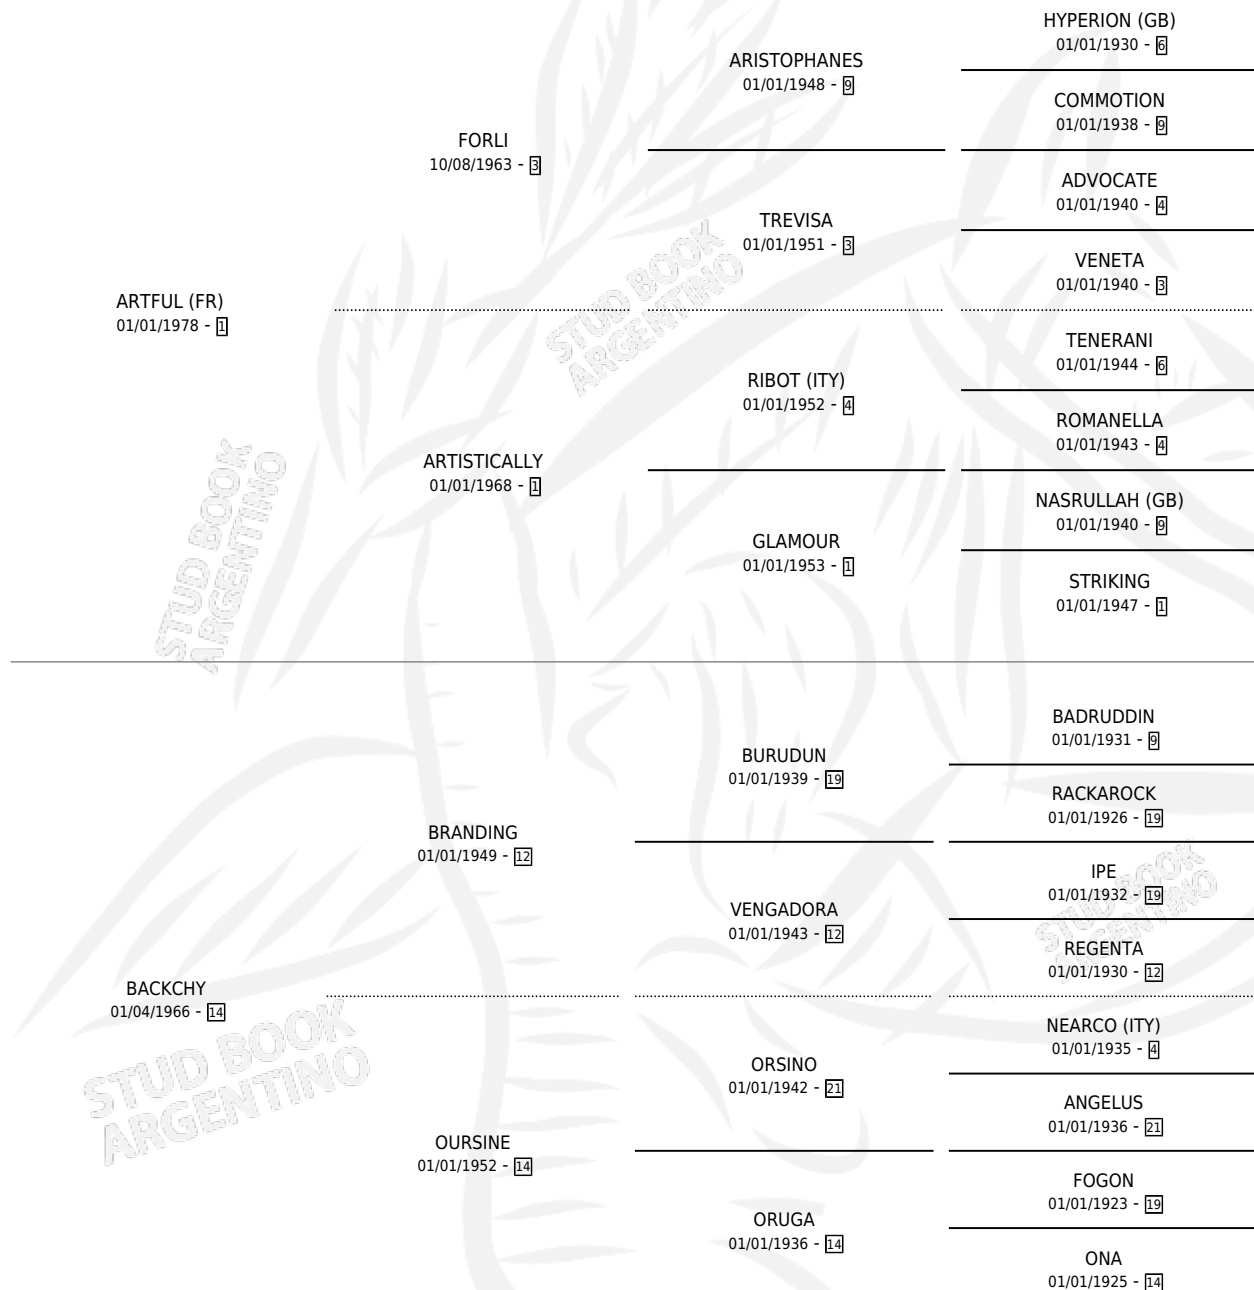 HYPERION (GB)
01/01/1930 - 6
ARISTOPHANES
01/01/1948 - 9
COMMOTION
01/01/1938 - 9
FORLI
10/08/1963 - 3
ADVOCATE
01/01/1940 - 4
TREVISA
01/01/1951 - 3
VENETA
01/01/1940 - 3
ARTFUL (FR)
01/01/1978 - 1
TENERANI
01/01/1944 - 6
RIBOT (ITY)
01/01/1952 - 4
ROMANELLA
01/01/1943 - 4
ARTISTICALLY
01/01/1968 - 1
NASRULLAH (GB)
01/01/1940 - 9
GLAMOUR
01/01/1953 - 1
STRIKING
01/01/1947 - 1
BADRUDDIN
01/01/1931 - 9
BURUDUN
01/01/1939 - 19
RACKAROCK
01/01/1926 - 19
BRANDING
01/01/1949 - 12
IPE
01/01/1932 - 19
VENGADORA
01/01/1943 - 12
REGENTA
01/01/1930 - 12
BACKCHY
01/04/1966 - 14
NEARCO (ITY)
01/01/1935 - 4
ORSINO
01/01/1942 - 21
ANGELUS
01/01/1936 - 21
OURSINE
01/01/1952 - 14
FOGON
01/01/1923 - 19
ORUGA
01/01/1936 - 14
ONA
01/01/1925 - 14
STUD BOOK
ARGENTINO
STUD BOOK
ARGENTINO
STUD BOOK
ARGENTINO
STUD BOOK
ARGENTINO